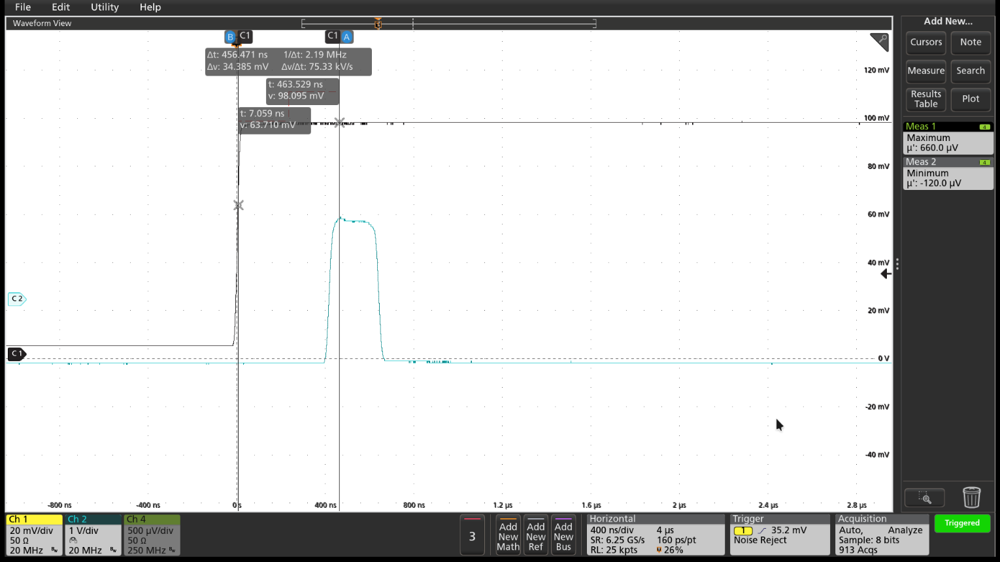 File Edit Utility Help
Waveform View
Add New...
Cursors Note
Measure Search
Results Table Plot
Meas 1 4
Maximum
µ': 660.0 µV
Meas 2 4
Minimum
µ': -120.0 µV
B C1 C1 A
Δt: 456.471 ns 1/Δt: 2.19 MHz
Δv: 34.385 mV Δv/Δt: 75.33 kV/s
t: 463.529 ns
v: 98.095 mV
t: 7.059 ns
v: 63.710 mV
120 mV
100 mV
80 mV
60 mV
40 mV
20 mV
0 V
-20 mV
-40 mV
C 2
C 1
-800 ns -400 ns 0 s 400 ns 800 ns 1.2 µs 1.6 µs 2 µs 2.4 µs 2.8 µs
Ch 1
20 mV/div
50 Ω
20 MHz Bw
Ch 2
1 V/div
20 MHz Bw
Ch 4
500 µV/div
50 Ω
250 MHz Bw
3
Add New Math
Add New Ref
Add New Bus
Horizontal
400 ns/div 4 µs
SR: 6.25 GS/s 160 ps/pt
RL: 25 kpts 26%
Trigger
1 35.2 mV
Noise Reject
Acquisition
Auto, Analyze
Sample: 8 bits
913 Acqs
Triggered